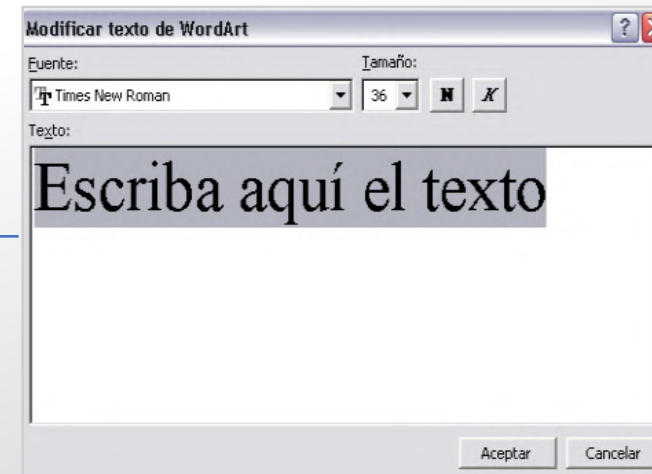 Modificar texto de WordArt
Fuente: Tamaño:
Times New Roman 36 N K
Texto:
Escriba aquí el texto
Aceptar Cancelar